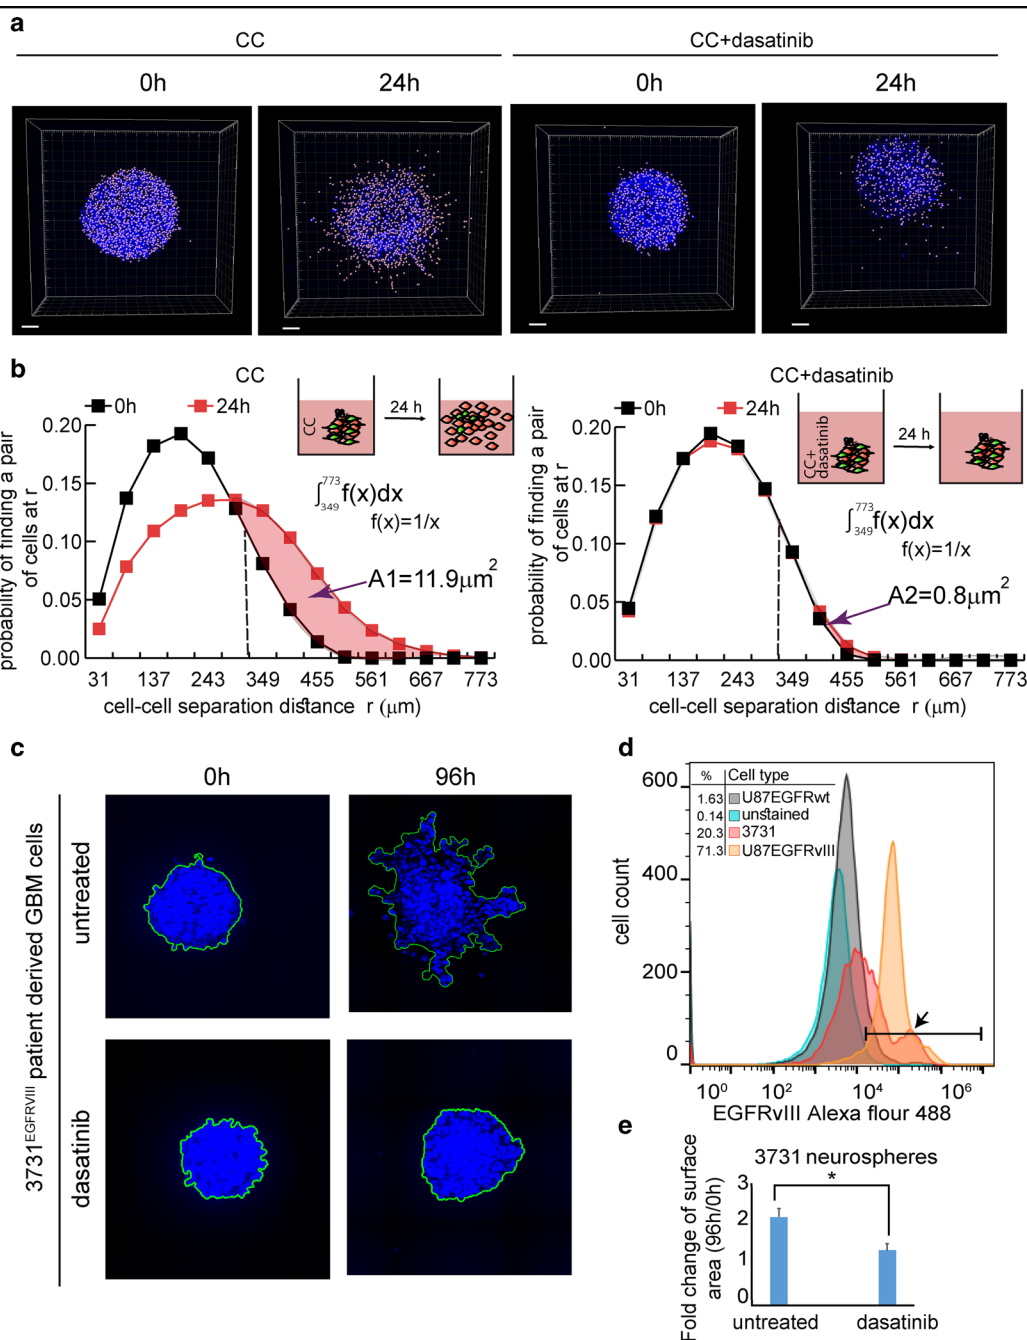 a
CC
CC+dasatinib
0h
24h
0h
24h
b
CC
CC+dasatinib
0h
24h
0.20
0.15
0.10
0.05
0.00
probability of finding a pair
of cells at r
CC
24 h
∫349 773 f(x)dx
f(x)=1/x
A1=11.9μm2
31 137 243 349 455 561 667 773
cell-cell separation distance r (μm)
0h
24h
0.20
0.15
0.10
0.05
0.00
probability of finding a pair
of cells at r
CC+
dasatinib
24 h
∫349 773 f(x)dx
f(x)=1/x
A2=0.8μm2
31 137 243 349 455 561 667 773
cell-cell separation distance r (μm)
c
0h
96h
3731EGFRVIII patient derived GBM cells
untreated
dasatinib
d
600
400
200
0
cell count
% Cell type
1.63 U87EGFRwt
0.14 unstained
20.3 3731
71.3 U87EGFRvIII
10^0 10^2 10^4 10^6
EGFRvIII Alexa flour 488
e
3731 neurospheres
*
3
2
1
0
Fold change of surface
area (96h/0h)
untreated
dasatinib